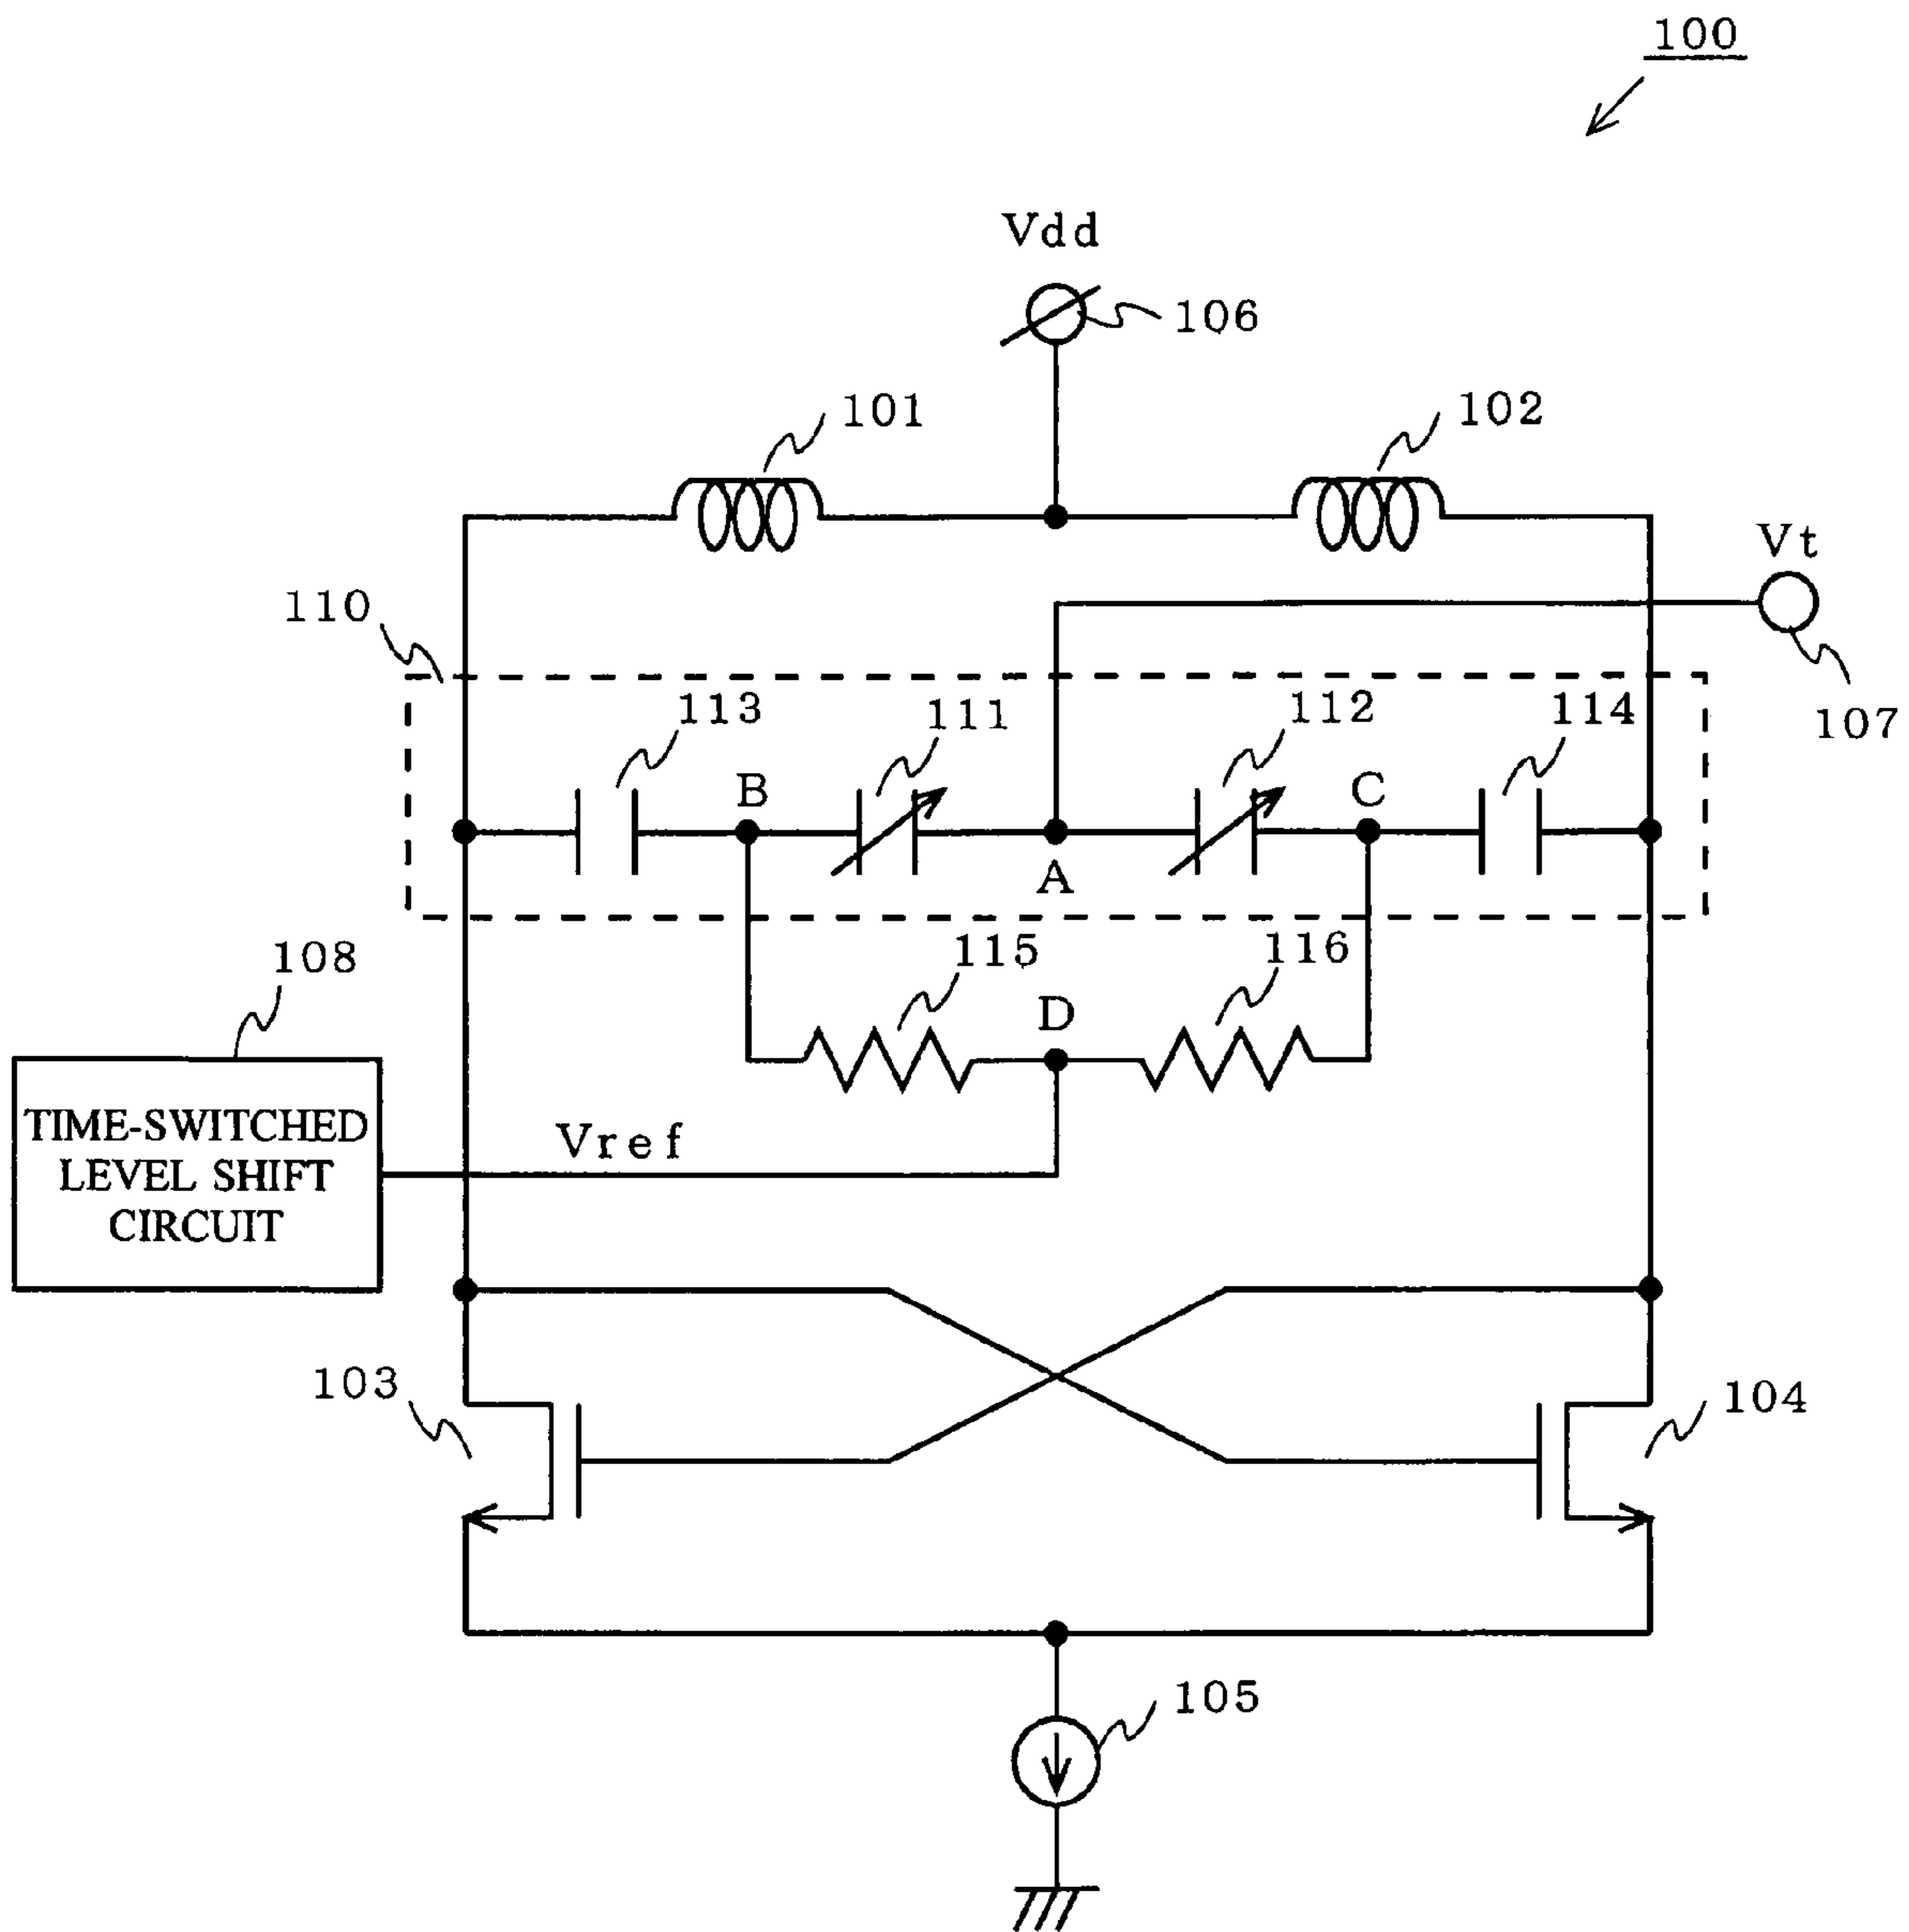 100
Vdd
106
101
102
Vt
110
107
113
111
112
114
B
C
A
108
115
116
D
TIME-SWITCHED
LEVEL SHIFT
CIRCUIT
Vref
103
104
105